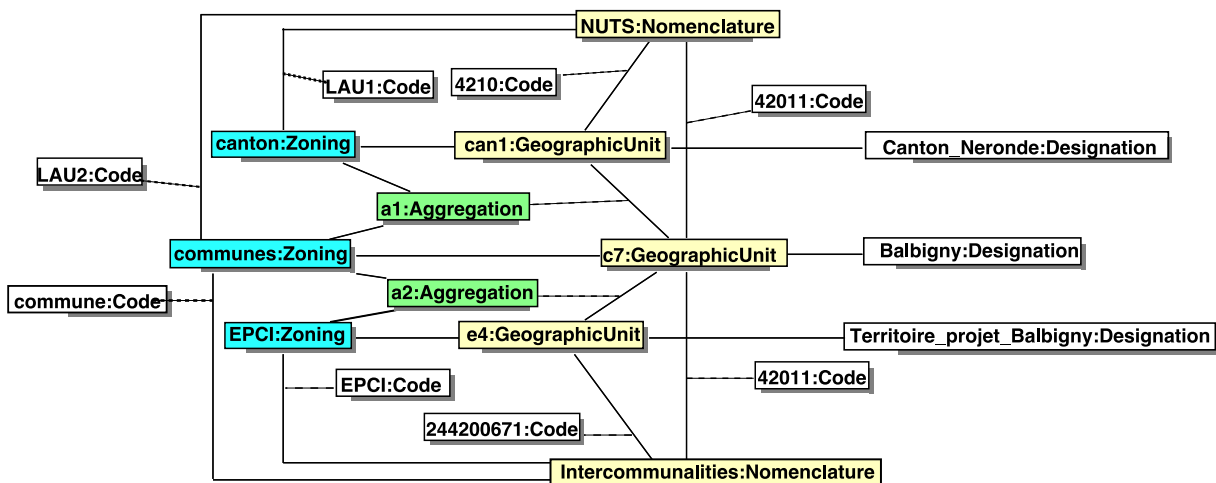 NUTS:Nomenclature
LAU1:Code
4210:Code
42011:Code
canton:Zoning
can1:GeographicUnit
Canton_Neronde:Designation
LAU2:Code
a1:Aggregation
communes:Zoning
c7:GeographicUnit
Balbigny:Designation
commune:Code
a2:Aggregation
EPCI:Zoning
e4:GeographicUnit
Territoire_projet_Balbigny:Designation
EPCI:Code
42011:Code
244200671:Code
Intercommunalities:Nomenclature